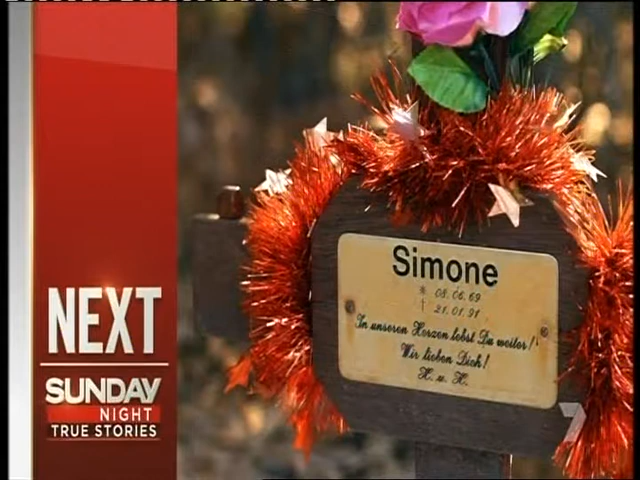 NEXT
SUNDAY
NIGHT
TRUE STORIES
Simone
* 08.06.69
† 21.01.91
In unseren Herzen lebst Du weiter!
Wir lieben Dich!
H. u. H.
7